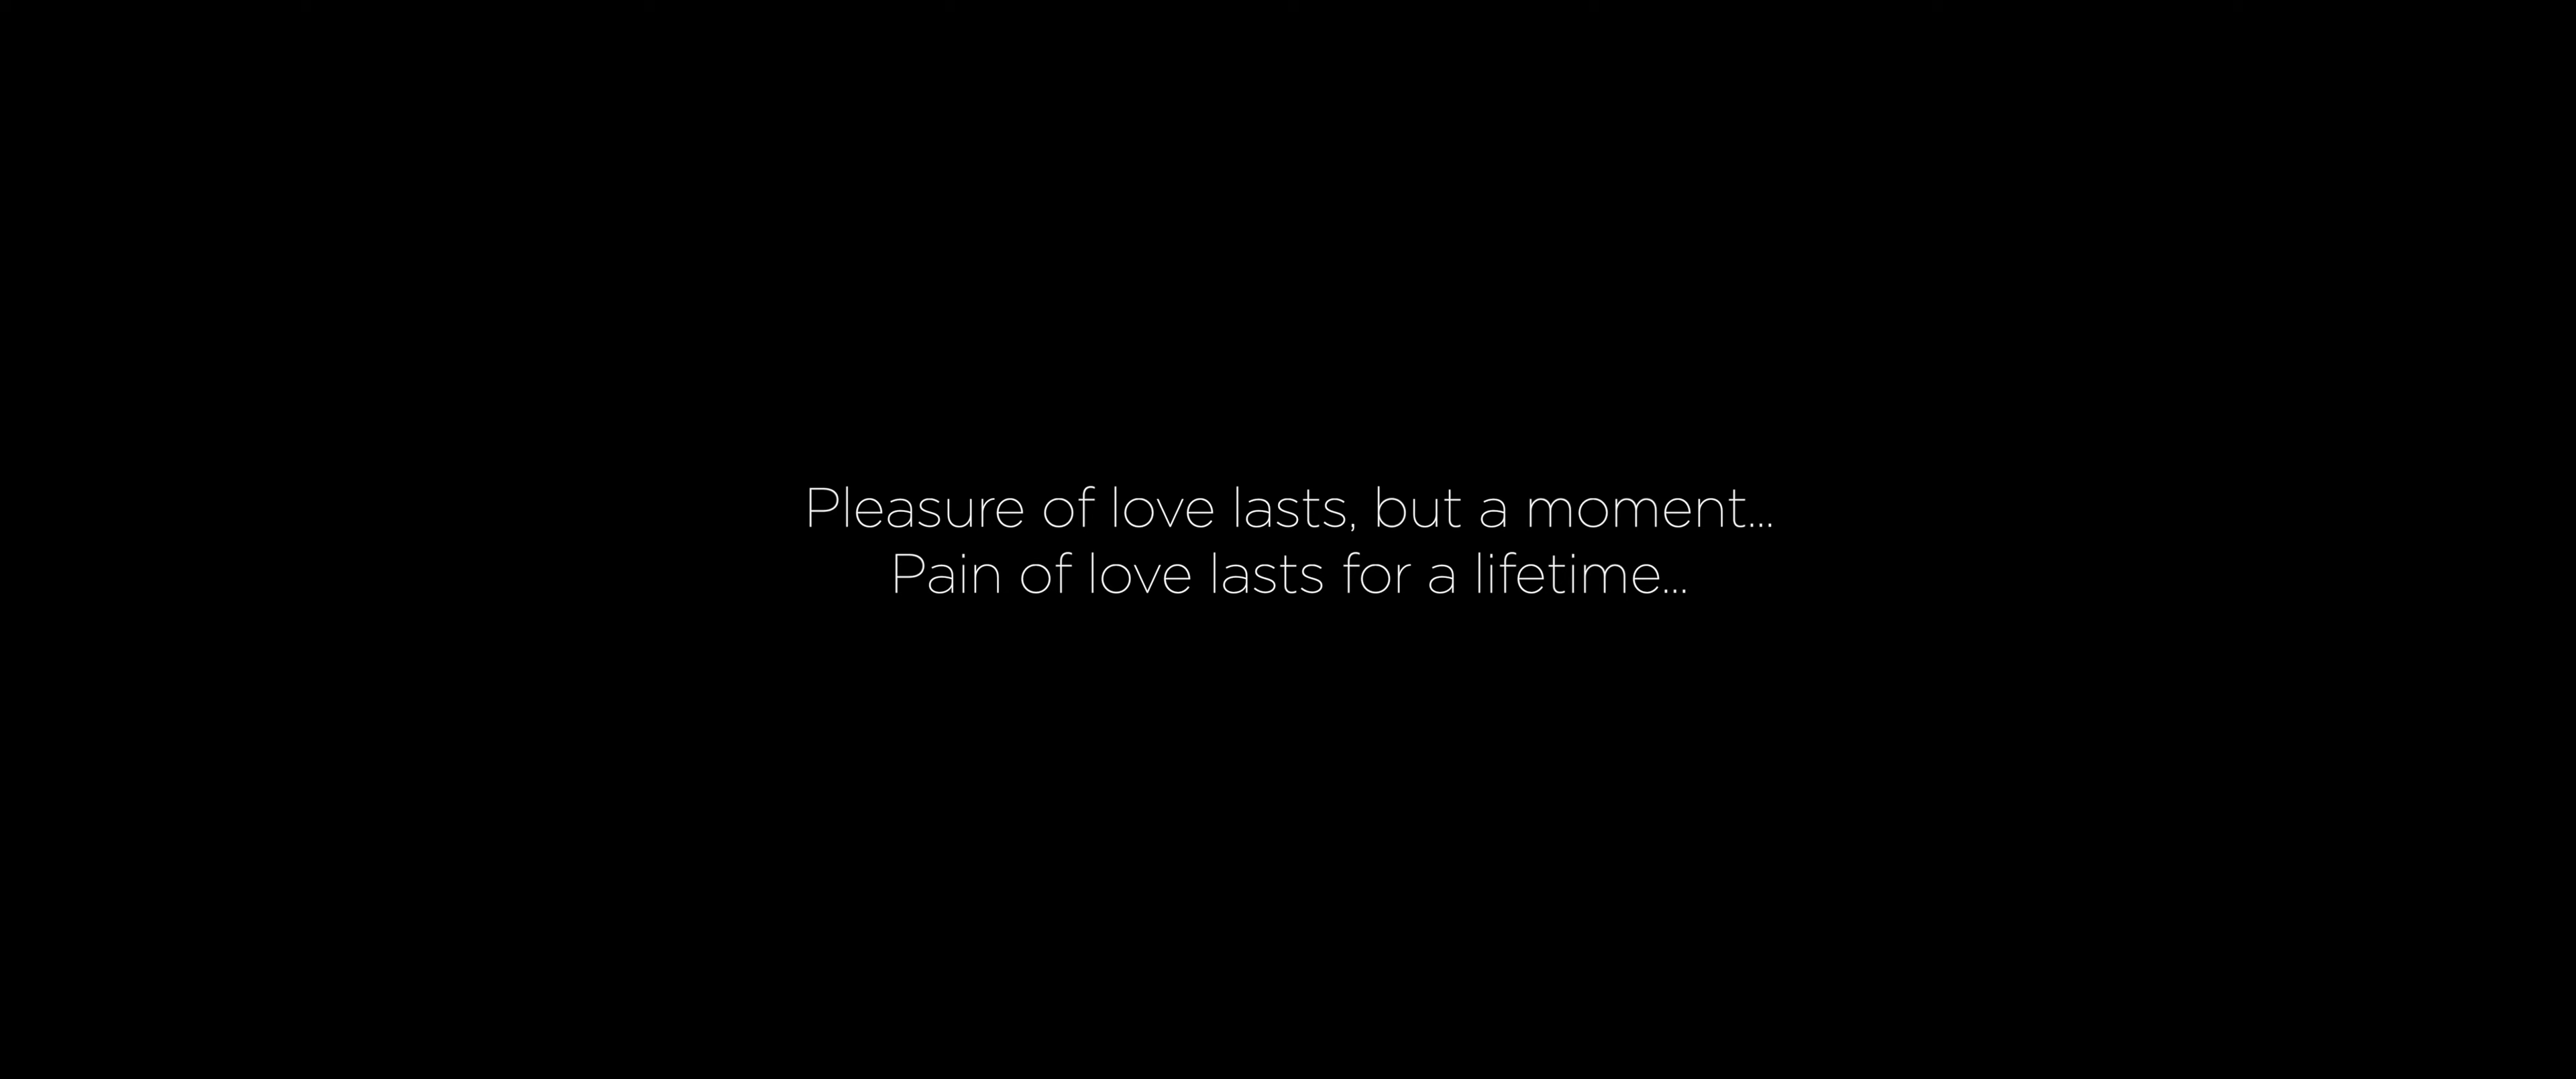 Pleasure of love lasts, but a moment...
Pain of love lasts for a lifetime...